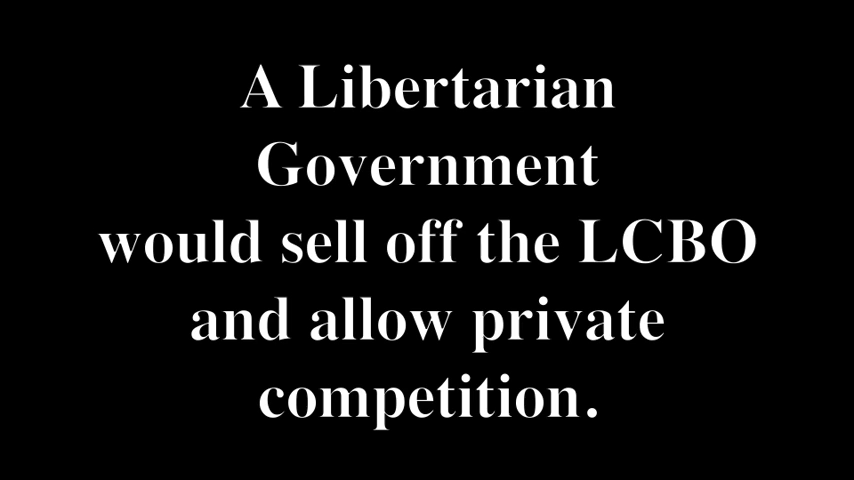 A Libertarian
Government
would sell off the LCBO
and allow private
competition.